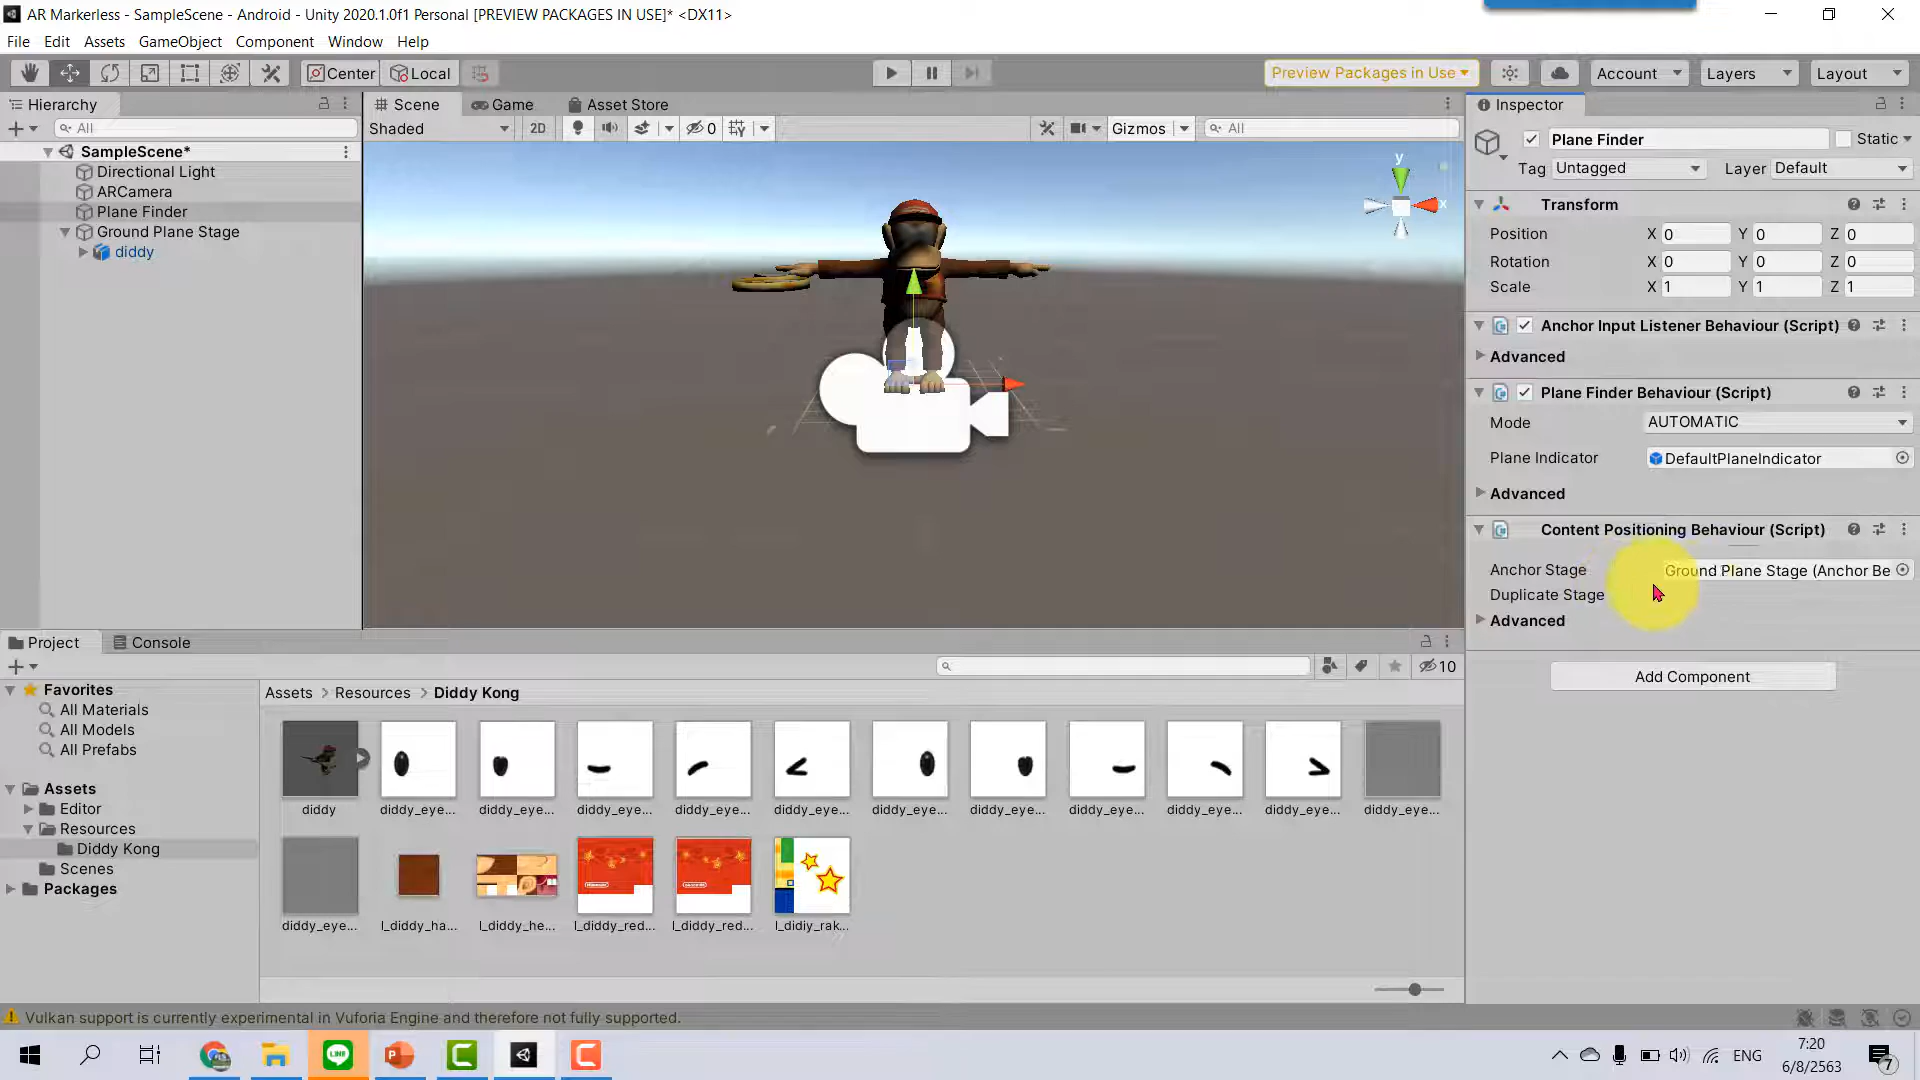 AR Markerless - SampleScene - Android - Unity 2020.1.0f1 Personal [PREVIEW PACKAGES IN USE]* <DX11>
File Edit Assets GameObject Component Window Help
Center Local Preview Packages in Use Account Layers Layout
Hierarchy
All
SampleScene*
Directional Light
ARCamera
Plane Finder
Ground Plane Stage
diddy
Scene Game Asset Store
Shaded 2D 0 Gizmos All
y
x
Inspector
Plane Finder Static
Tag Untagged Layer Default
Transform
Position X 0 Y 0 Z 0
Rotation X 0 Y 0 Z 0
Scale X 1 Y 1 Z 1
Anchor Input Listener Behaviour (Script)
Advanced
Plane Finder Behaviour (Script)
Mode AUTOMATIC
Plane Indicator DefaultPlaneIndicator
Advanced
Content Positioning Behaviour (Script)
Anchor Stage Ground Plane Stage (Anchor Be
Duplicate Stage
Advanced
Add Component
Project Console
10
Favorites
All Materials
All Models
All Prefabs
Assets
Editor
Resources
Diddy Kong
Scenes
Packages
Assets > Resources > Diddy Kong
diddy diddy_eye... diddy_eye... diddy_eye... diddy_eye... diddy_eye... diddy_eye... diddy_eye... diddy_eye... diddy_eye... diddy_eye... diddy_eye...
diddy_eye... l_diddy_ha... l_diddy_he... l_diddy_red... l_diddy_red... l_didiy_rak...
Vulkan support is currently experimental in Vuforia Engine and therefore not fully supported.
LINE P C C
ENG
7:20
6/8/2563
7